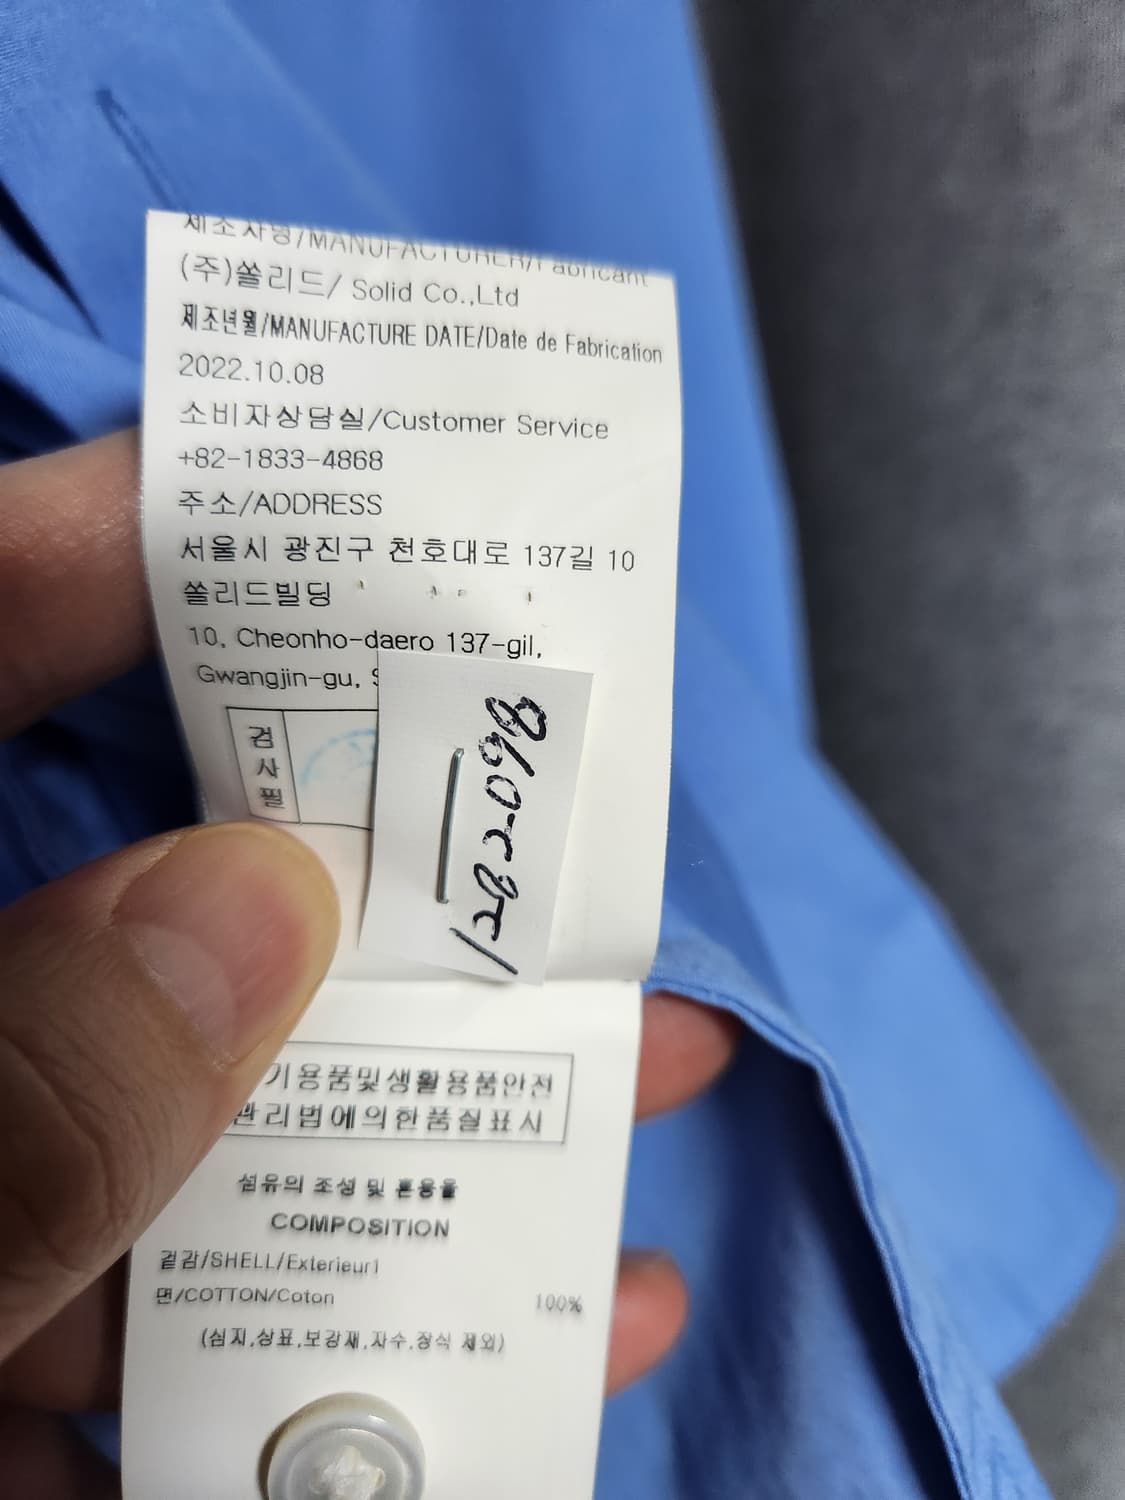 제조자명/MANUFACTURER/Fabricant
(주)쏠리드/ Solid Co.,Ltd
제조년월/MANUFACTURE DATE/Date de Fabrication
2022.10.08
소비자상담실/Customer Service
+82-1833-4868
주소/ADDRESS
서울시 광진구 천호대로 137길 10
쏠리드빌딩
10, Cheonho-daero 137-gil,
Gwangjin-gu,
검사필
기용품및생활용품안전
관리법에의한품질표시
섬유의 조성 및 혼용율
COMPOSITION
겉감/SHELL/Exterieur1
면/COTTON/Coton 100%
(심지,상표,보강재,자수,장식 제외)